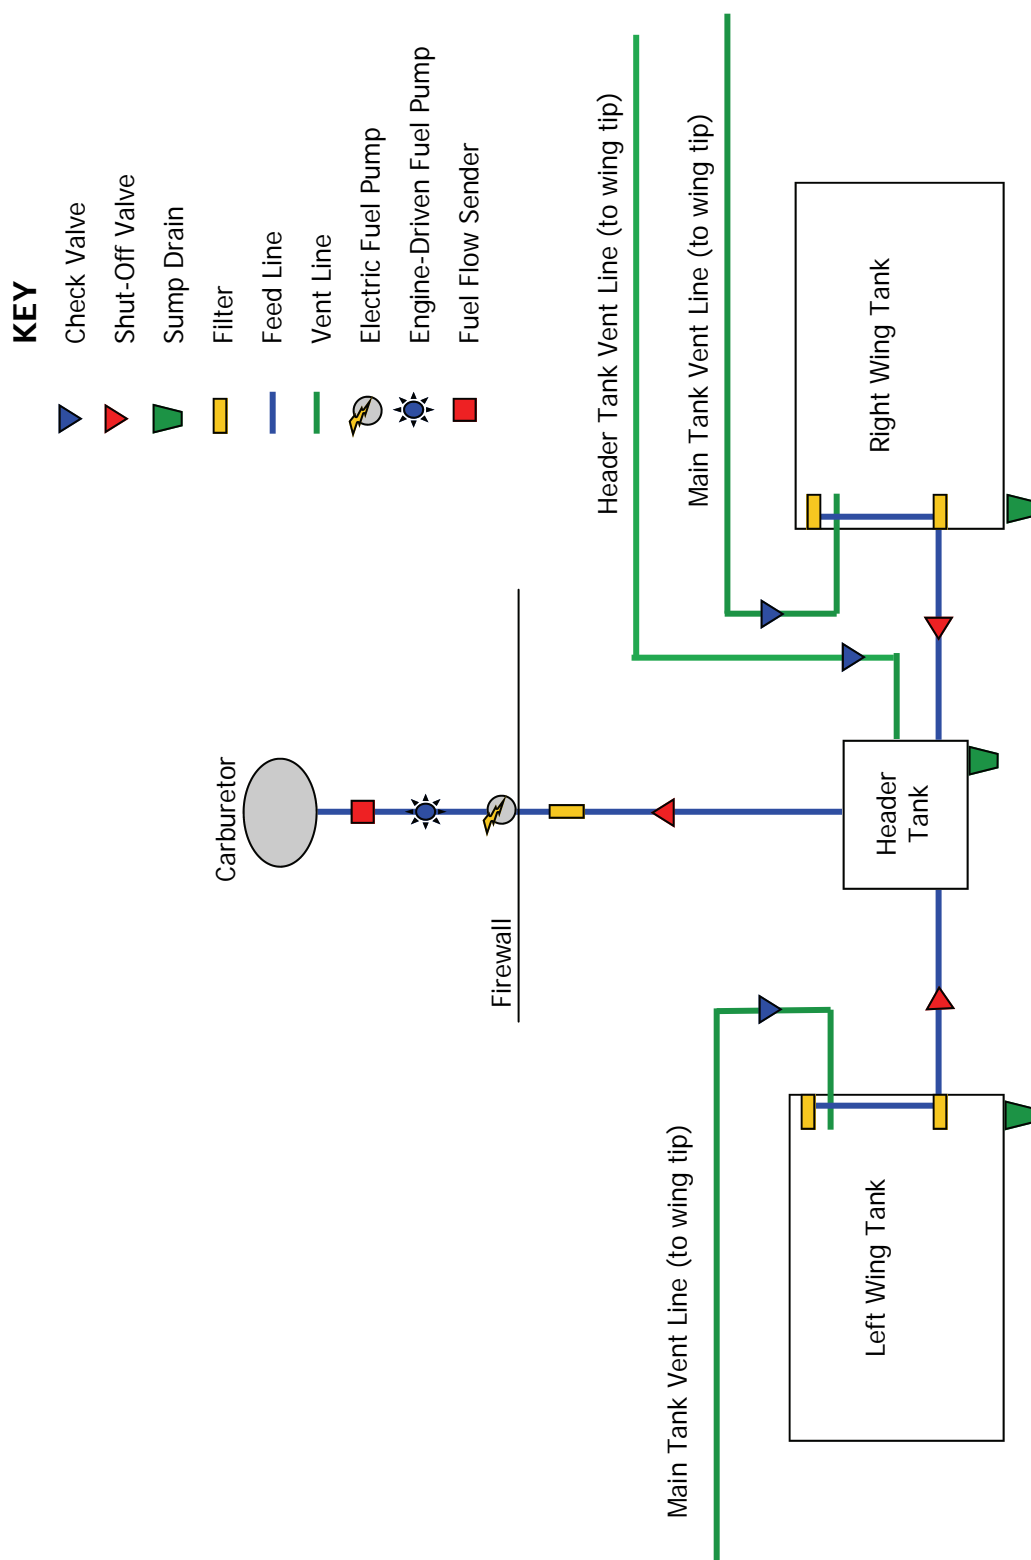 KEY
Check Valve
Shut-Off Valve
Sump Drain
Filter
Feed Line
Vent Line
Electric Fuel Pump
Engine-Driven Fuel Pump
Fuel Flow Sender
Carburetor
Firewall
Header Tank Vent Line (to wing tip)
Main Tank Vent Line (to wing tip)
Main Tank Vent Line (to wing tip)
Left Wing Tank
Header
Tank
Right Wing Tank